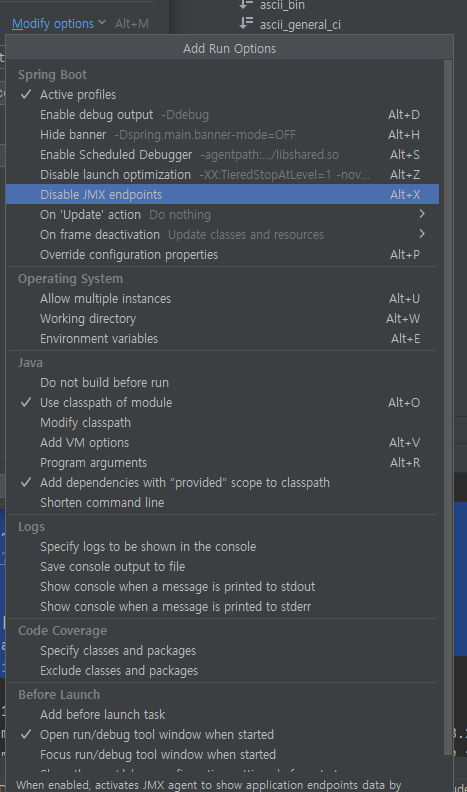 ascii_bin
Modify options Alt+M
ascii_general_ci
Add Run Options
Spring Boot
Active profiles
Enable debug output -Ddebug Alt+D
Hide banner -Dspring.main.banner-mode=OFF Alt+H
Enable Scheduled Debugger -agentpath:.../libshared.so Alt+S
Disable launch optimization -XX:TieredStopAtLevel=1 -nov... Alt+Z
Disable JMX endpoints Alt+X
On 'Update' action Do nothing
On frame deactivation Update classes and resources
Override configuration properties Alt+P
Operating System
Allow multiple instances Alt+U
Working directory Alt+W
Environment variables Alt+E
Java
Do not build before run
Use classpath of module Alt+O
Modify classpath
Add VM options Alt+V
Program arguments Alt+R
Add dependencies with “provided” scope to classpath
Shorten command line
Logs
Specify logs to be shown in the console
Save console output to file
Show console when a message is printed to stdout
Show console when a message is printed to stderr
Code Coverage
Specify classes and packages
Exclude classes and packages
Before Launch
Add before launch task
Open run/debug tool window when started
Focus run/debug tool window when started
When enabled, activates JMX agent to show application endpoints data by